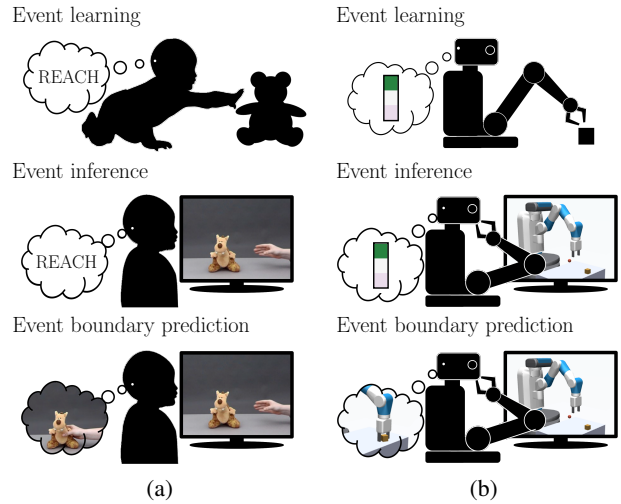 Event learning
REACH
Event inference
REACH
Event boundary prediction
(a)
Event learning
Event inference
Event boundary prediction
(b)